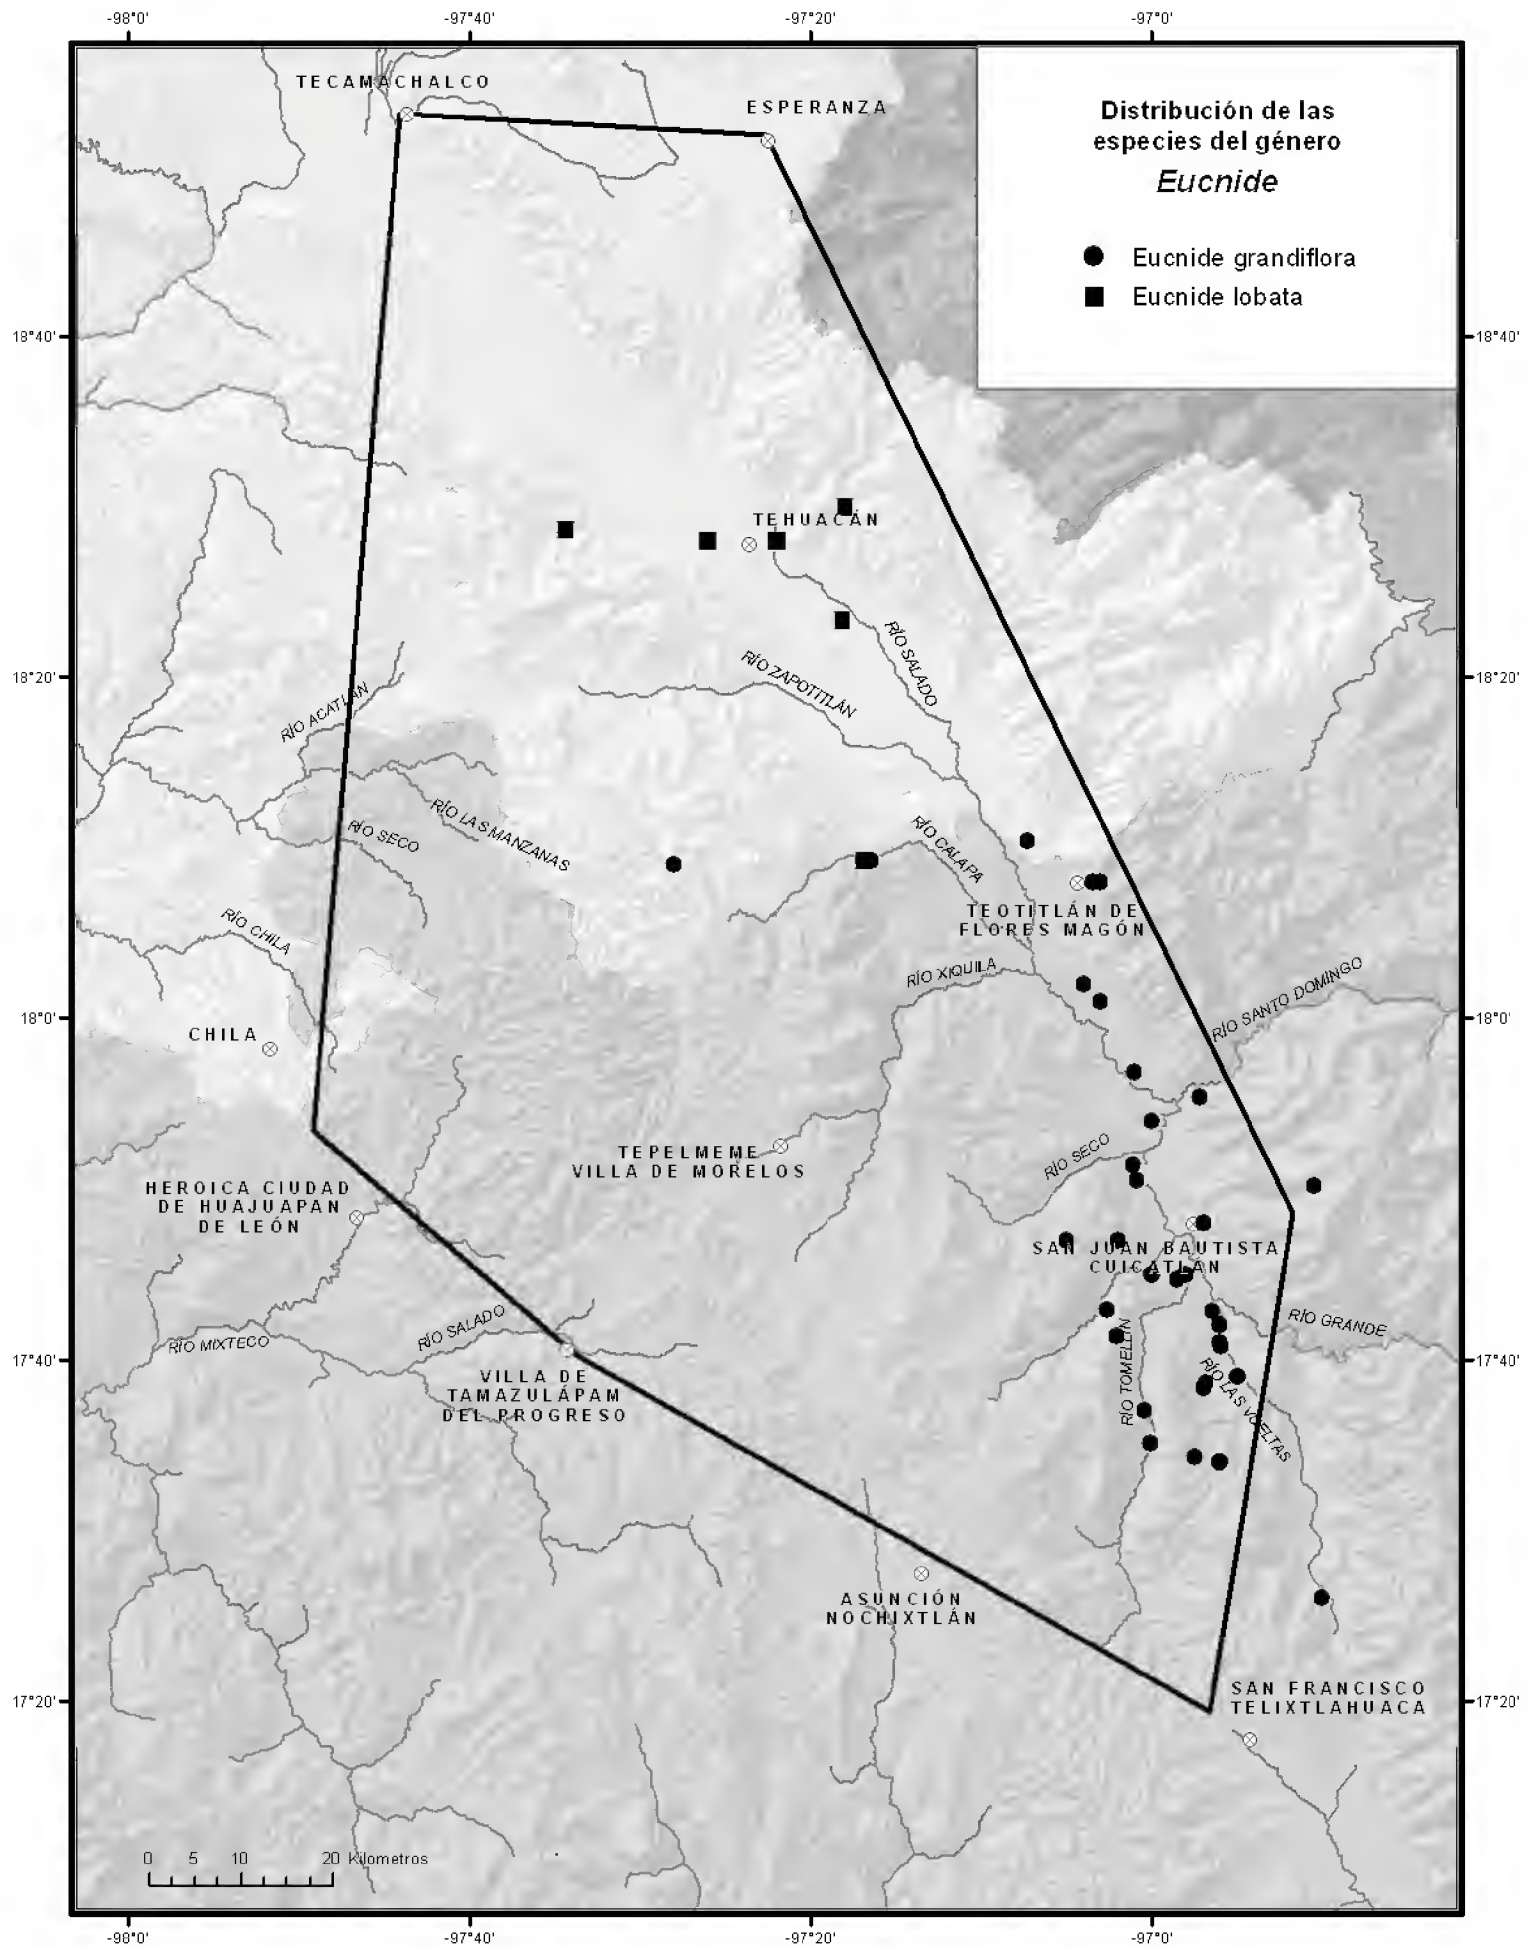 -98°0'
-97°40'
-97°20'
-97°0'
TECAMACHALCO
ESPERANZA
Distribución de las
especies del género
Eucnide
Eucnide grandiflora
Eucnide lobata
18°40'
18°40'
TEHUACÁN
RÍO SALADO
RÍO ZAPOTITLÁN
18°20'
18°20'
RÍO ACATLÁN
RÍO LAS MANZANAS
RÍO SECO
RÍO CALAPA
TEOTITLÁN DE
FLORES MAGÓN
RÍO CHILA
RÍO XIQUILA
RÍO SANTO DOMINGO
18°0'
18°0'
CHILA
TEPELMEME
VILLA DE MORELOS
RÍO SECO
HEROICA CIUDAD
DE HUAJUAPAN
DE LEÓN
SAN JUAN BAUTISTA
CUICATLÁN
RÍO GRANDE
RÍO SALADO
RÍO MIXTECO
17°40'
17°40'
RÍO TOMELLÍN
RÍO LAS VUELTAS
VILLA DE
TAMAZULÁPAM
DEL PROGRESO
ASUNCIÓN
NOCHIXTLÁN
17°20'
17°20'
SAN FRANCISCO
TELIXTLAHUACA
0 5 10 20 Kilometros
-98°0'
-97°40'
-97°20'
-97°0'